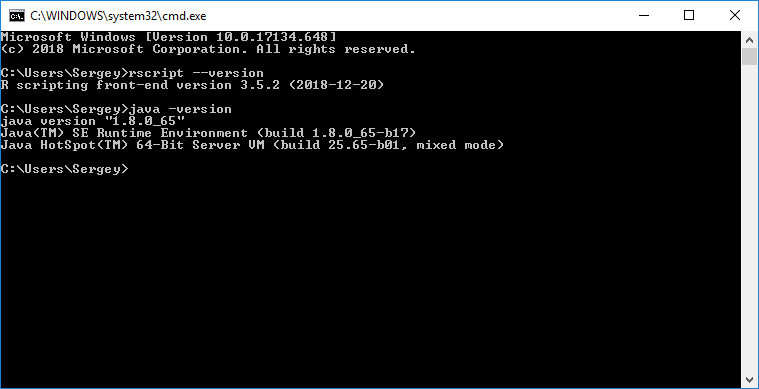 C:\WINDOWS\system32\cmd.exe
Microsoft Windows [Version 10.0.17134.648]
(c) 2018 Microsoft Corporation. All rights reserved.
C:\Users\Sergey>rscript --version
R scripting front-end version 3.5.2 (2018-12-20)
C:\Users\Sergey>java -version
java version "1.8.0_65"
Java(TM) SE Runtime Environment (build 1.8.0_65-b17)
Java HotSpot(TM) 64-Bit Server VM (build 25.65-b01, mixed mode)
C:\Users\Sergey>